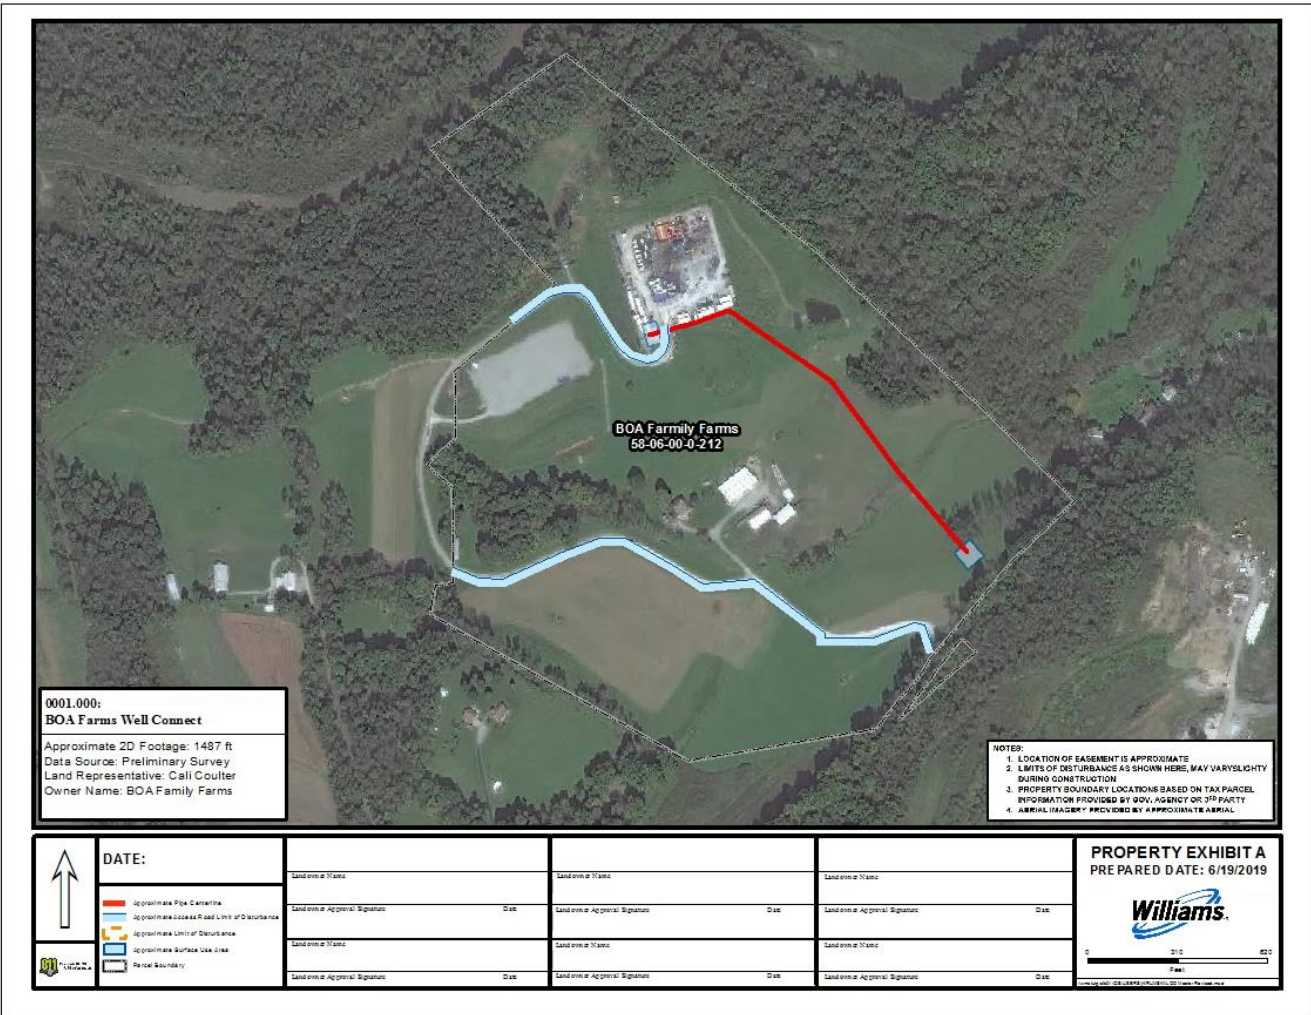 BOA Farmily Farms
58-06-00-0-212
0001.000:
BOA Farms Well Connect
Approximate 2D Footage: 1487 ft
Data Source: Preliminary Survey
Land Representative: Cali Coulter
Owner Name: BOA Family Farms
NOTES:
1. LOCATION OF EASEMENT IS APPROXIMATE
2. LIMITS OF DISTURBANCE AS SHOWN HERE, MAY VARY SLIGHTY
DURING CONSTRUCTION
3. PROPERTY BOUNDARY LOCATIONS BASED ON TAX PARCEL
INFORMATION PROVIDED BY GOV. AGENCY OR 3RD PARTY
4. AERIAL IMAGERY PROVIDED BY APPROXIMATE AERIAL
DATE:
Approximate Pipe Centerline
Approximate Access Road Limit of Disturbance
Approximate Limit of Disturbance
Approximate Surface Use Area
Parcel Boundary
811
Landowner Name
Landowner Approval Signature Date
Landowner Name
Landowner Approval Signature Date
Landowner Name
Landowner Approval Signature Date
Landowner Name
Landowner Approval Signature Date
Landowner Name
Landowner Approval Signature Date
Landowner Name
Landowner Approval Signature Date
PROPERTY EXHIBIT A
PREPARED DATE: 6/19/2019
Williams
0 310 620
Feet